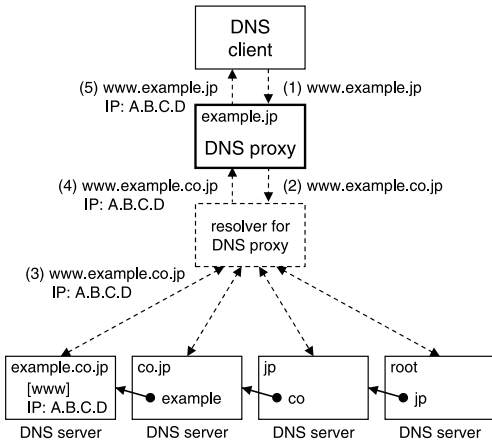 DNS
client
(5) www.example.jp
IP: A.B.C.D
(1) www.example.jp
example.jp
DNS proxy
(4) www.example.co.jp
IP: A.B.C.D
(2) www.example.co.jp
resolver for
DNS proxy
(3) www.example.co.jp
IP: A.B.C.D
example.co.jp
[www]
IP: A.B.C.D
DNS server
co.jp
example
DNS server
jp
co
DNS server
root
jp
DNS server